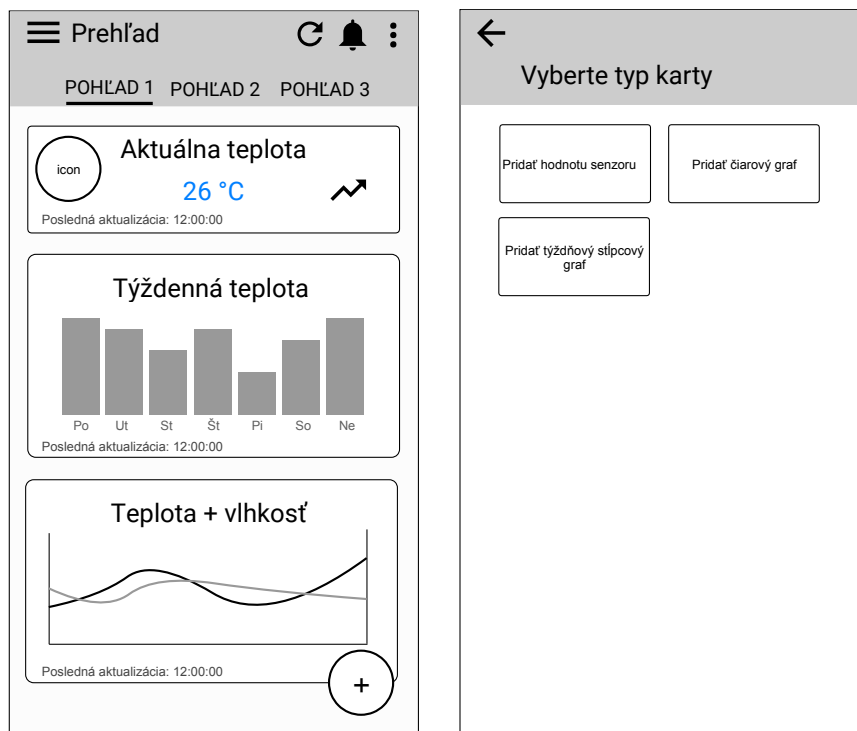 Prehľad
POHĽAD 1 POHĽAD 2 POHĽAD 3
icon
Aktuálna teplota
26 °C
Posledná aktualizácia: 12:00:00
Týždenná teplota
Po Ut St Št Pi So Ne
Posledná aktualizácia: 12:00:00
Teplota + vlhkosť
Posledná aktualizácia: 12:00:00
+
Vyberte typ karty
Pridať hodnotu senzoru
Pridať čiarový graf
Pridať týždňový stĺpcový
graf